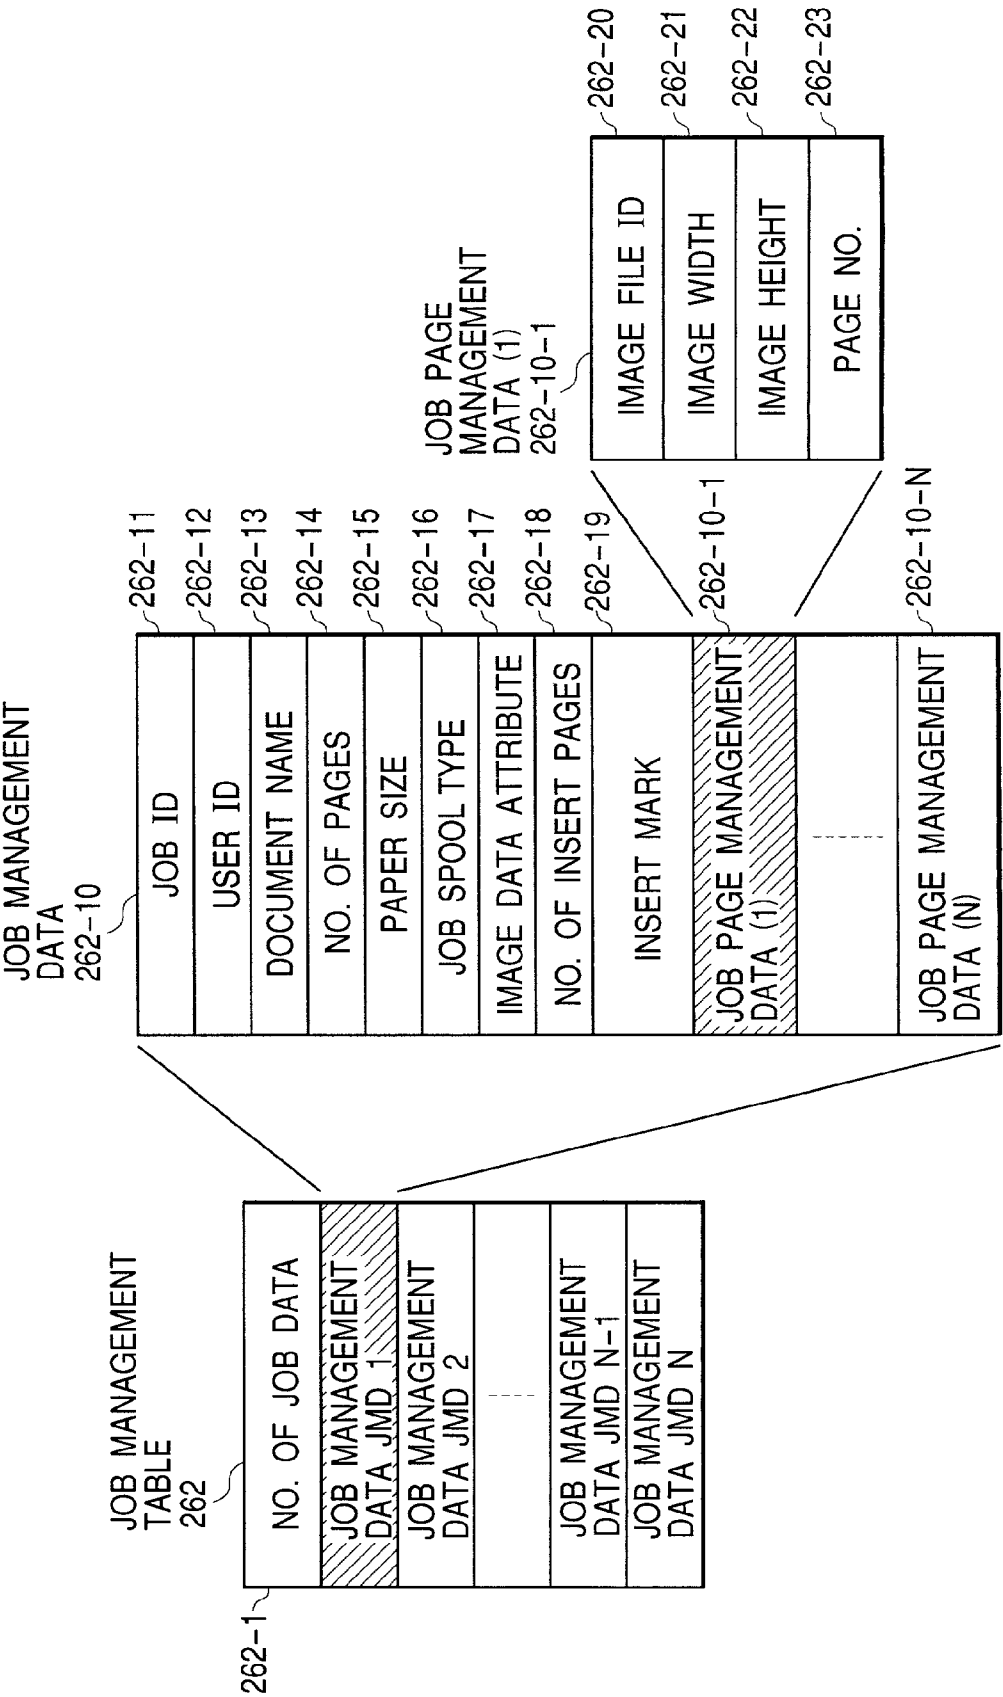 JOB MANAGEMENT
TABLE
262
262-1
NO. OF JOB DATA
JOB MANAGEMENT
DATA JMD 1
JOB MANAGEMENT
DATA JMD 2
JOB MANAGEMENT
DATA JMD N-1
JOB MANAGEMENT
DATA JMD N
JOB MANAGEMENT
DATA
262-10
JOB ID
262-11
USER ID
262-12
DOCUMENT NAME
262-13
NO. OF PAGES
262-14
PAPER SIZE
262-15
JOB SPOOL TYPE
262-16
IMAGE DATA ATTRIBUTE
262-17
NO. OF INSERT PAGES
262-18
INSERT MARK
262-19
JOB PAGE MANAGEMENT
DATA (1)
262-10-1
JOB PAGE MANAGEMENT
DATA (N)
262-10-N
JOB PAGE
MANAGEMENT
DATA (1)
262-10-1
IMAGE FILE ID
262-20
IMAGE WIDTH
262-21
IMAGE HEIGHT
262-22
PAGE NO.
262-23